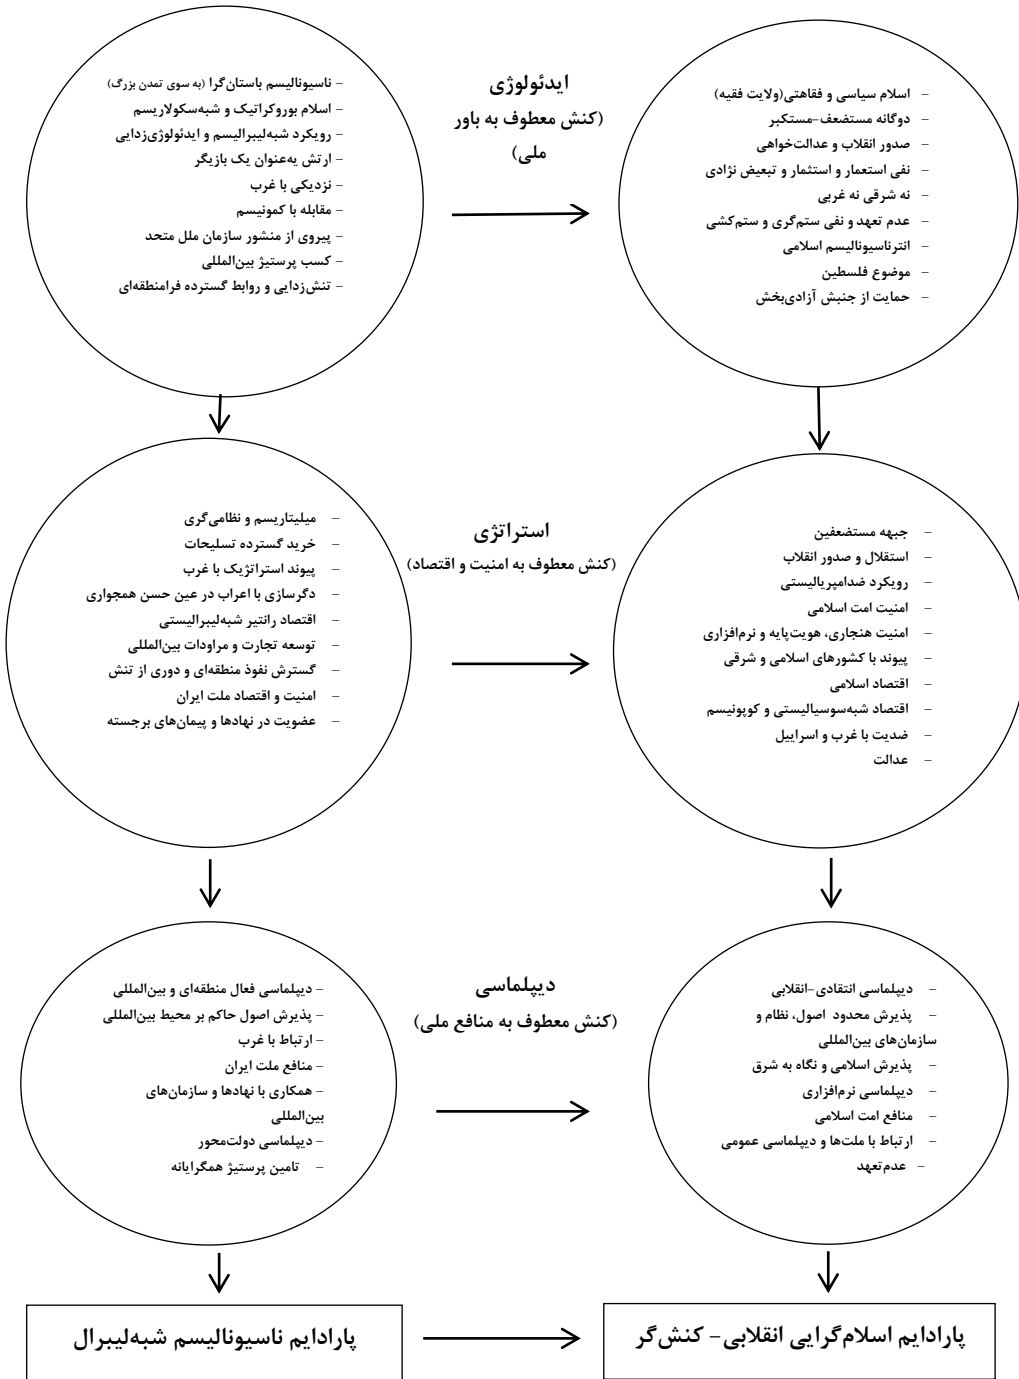 ایدئولوژی
(کنش معطوف به باور
ملی)
– ناسیونالیسم باستان‌گرا (به سوی تمدن بزرگ)
– اسلام بوروکراتیک و شبه‌سکولاریسم
– رویکرد شبه‌لیبرالیسم و ایدئولوژی‌زدایی
– ارتش یه‌عنوان یک بازیگر
– نزدیکی با غرب
– مقابله با کمونیسم
– پیروی از منشور سازمان ملل متحد
– کسب پرستیژ بین‌المللی
– تنش‌زدایی و روابط گسترده فرامنطقه‌ای
– اسلام سیاسی و فقاهتی(ولایت فقیه)
– دوگانه مستضعف-مستکبر
– صدور انقلاب و عدالت‌خواهی
– نفی استعمار و استثمار و تبعیض نژادی
– نه شرقی نه غربی
– عدم تعهد و نفی ستم‌گری و ستم‌کشی
– انترناسیونالیسم اسلامی
– موضوع فلسطین
– حمایت از جنبش آزادی‌بخش
استراتژی
(کنش معطوف به امنیت و اقتصاد)
– میلیتاریسم و نظامی‌گری
– خرید گسترده تسلیحات
– پیوند استراتژیک با غرب
– دگرسازی با اعراب در عین حسن همجواری
– اقتصاد رانتیر شبه‌لیبرالیستی
– توسعه تجارت و مراودات بین‌المللی
– گسترش نفوذ منطقه‌ای و دوری از تنش
– امنیت و اقتصاد ملت ایران
– عضویت در نهادها و پیمان‌های برجسته
– جبهه مستضعفین
– استقلال و صدور انقلاب
– رویکرد ضدامپریالیستی
– امنیت امت اسلامی
– امنیت هنجاری، هویت‌پایه و نرم‌افزاری
– پیوند با کشورهای اسلامی و شرقی
– اقتصاد اسلامی
– اقتصاد شبه‌سوسیالیستی و کوپونیسم
– ضدیت با غرب و اسراییل
– عدالت
دیپلماسی
(کنش معطوف به منافع ملی)
– دیپلماسی فعال منطقه‌ای و بین‌المللی
– پذیرش اصول حاکم بر محیط بین‌المللی
– ارتباط با غرب
– منافع ملت ایران
– همکاری با نهادها و سازمان‌های
بین‌المللی
– دیپلماسی دولت‌محور
– تامین پرستیژ همگرایانه
– دیپلماسی انتقادی-انقلابی
– پذیرش محدود اصول، نظام و
سازمان‌های بین‌المللی
– پذیرش اسلامی و نگاه به شرق
– دیپلماسی نرم‌افزاری
– منافع امت اسلامی
– ارتباط با ملت‌ها و دیپلماسی عمومی
– عدم‌تعهد
پارادایم ناسیونالیسم شبه‌لیبرال
پارادایم اسلام‌گرایی انقلابی- کنش‌گر